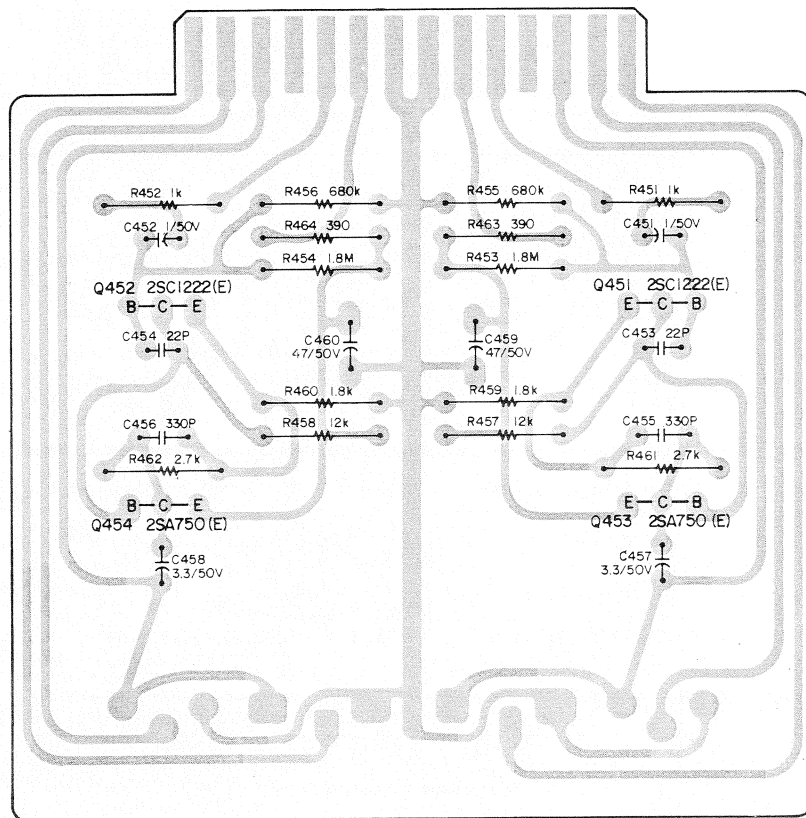 R452 1k
R456 680k
R455 680k
R451 1k
C452 1/50V
R464 390
R463 390
C451 1/50V
R454 1.8M
R453 1.8M
Q452 2SC1222(E)
B-C-E
Q451 2SC1222(E)
E-C-B
C454 22P
C460
47/50V
C459
47/50V
C453 22P
R460 1.8k
R459 1.8k
C456 330P
R458 12k
R457 12k
C455 330P
R462 2.7k
R461 2.7k
B-C-E
Q454 2SA750(E)
E-C-B
Q453 2SA750(E)
C458
3.3/50V
C457
3.3/50V